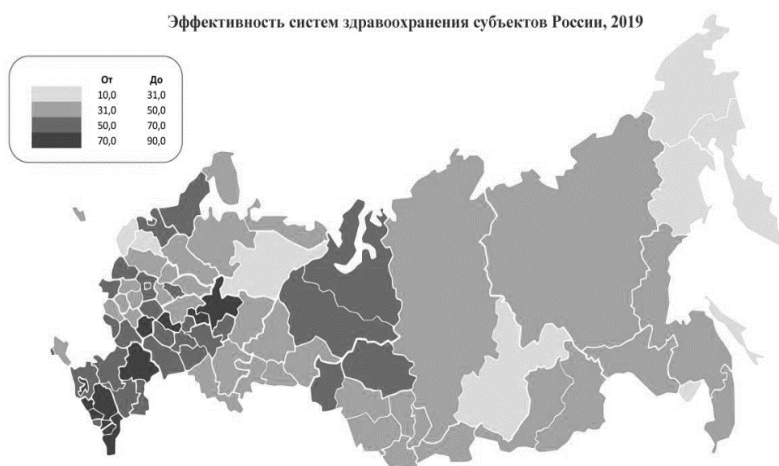 Эффективность систем здравоохранения субъектов России, 2019
От До
10,0 31,0
31,0 50,0
50,0 70,0
70,0 90,0